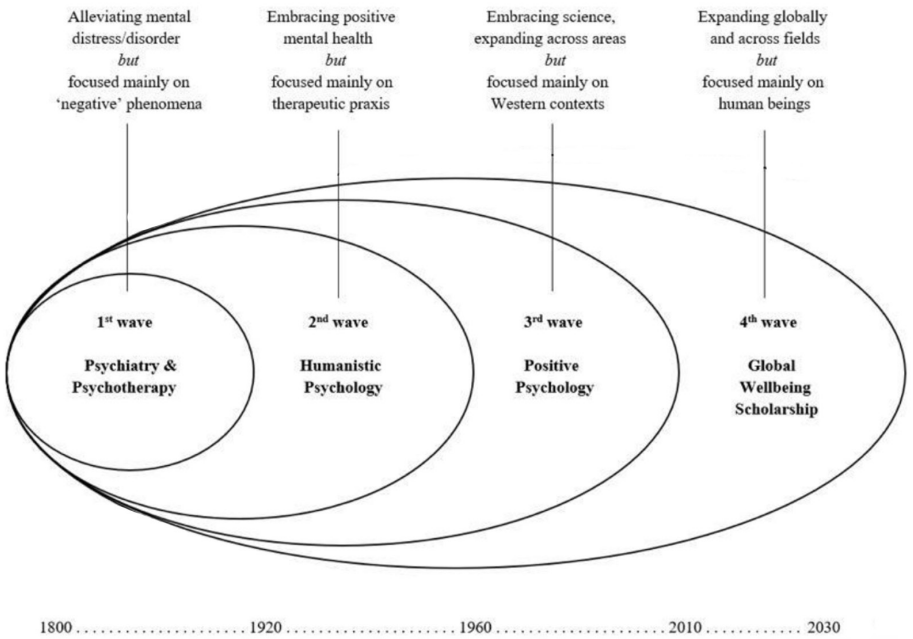 Alleviating mental
distress/disorder
but
focused mainly on
‘negative’ phenomena
Embracing positive
mental health
but
focused mainly on
therapeutic praxis
Embracing science,
expanding across areas
but
focused mainly on
Western contexts
Expanding globally
and across fields
but
focused mainly on
human beings
1st wave
Psychiatry &
Psychotherapy
2nd wave
Humanistic
Psychology
3rd wave
Positive
Psychology
4th wave
Global
Wellbeing
Scholarship
1800 . . . . . . . . . . . . . . . . . . . . . 1920 . . . . . . . . . . . . . . . . . . . . . 1960 . . . . . . . . . . . . . . . . . . . . . 2010 . . . . . . . . . . . . 2030